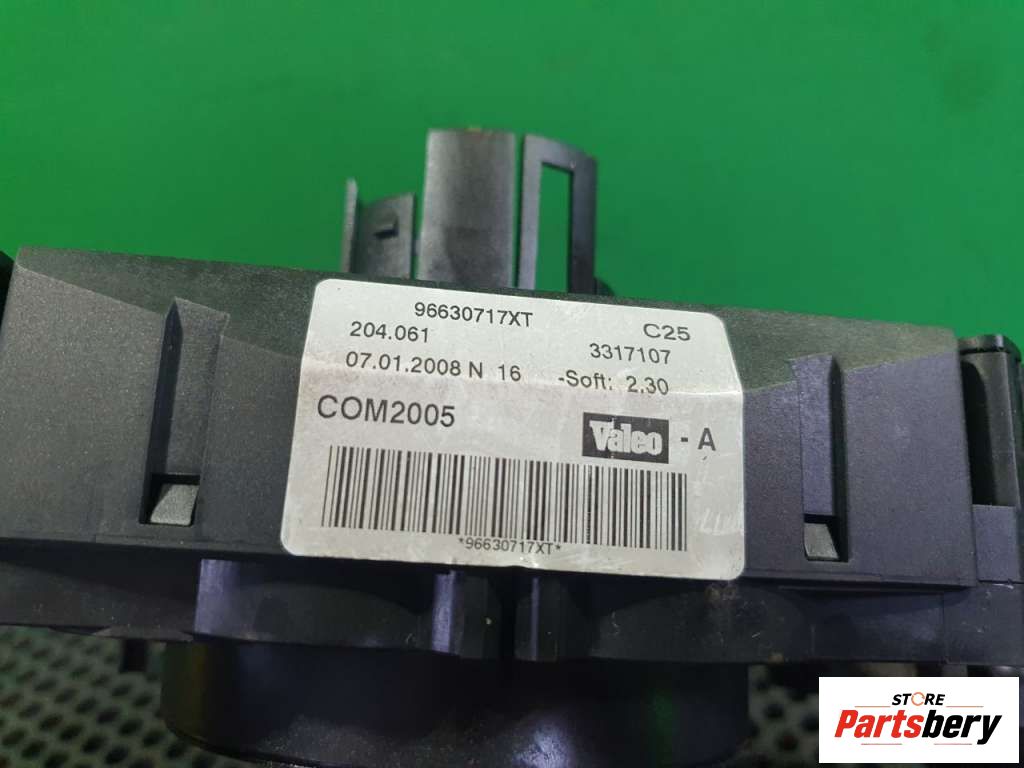 96630717XT C25
204.061 3317107
07.01.2008 N 16 -Soft: 2.30
COM2005 Valeo - A
*96630717XT*
STORE
Partsbery